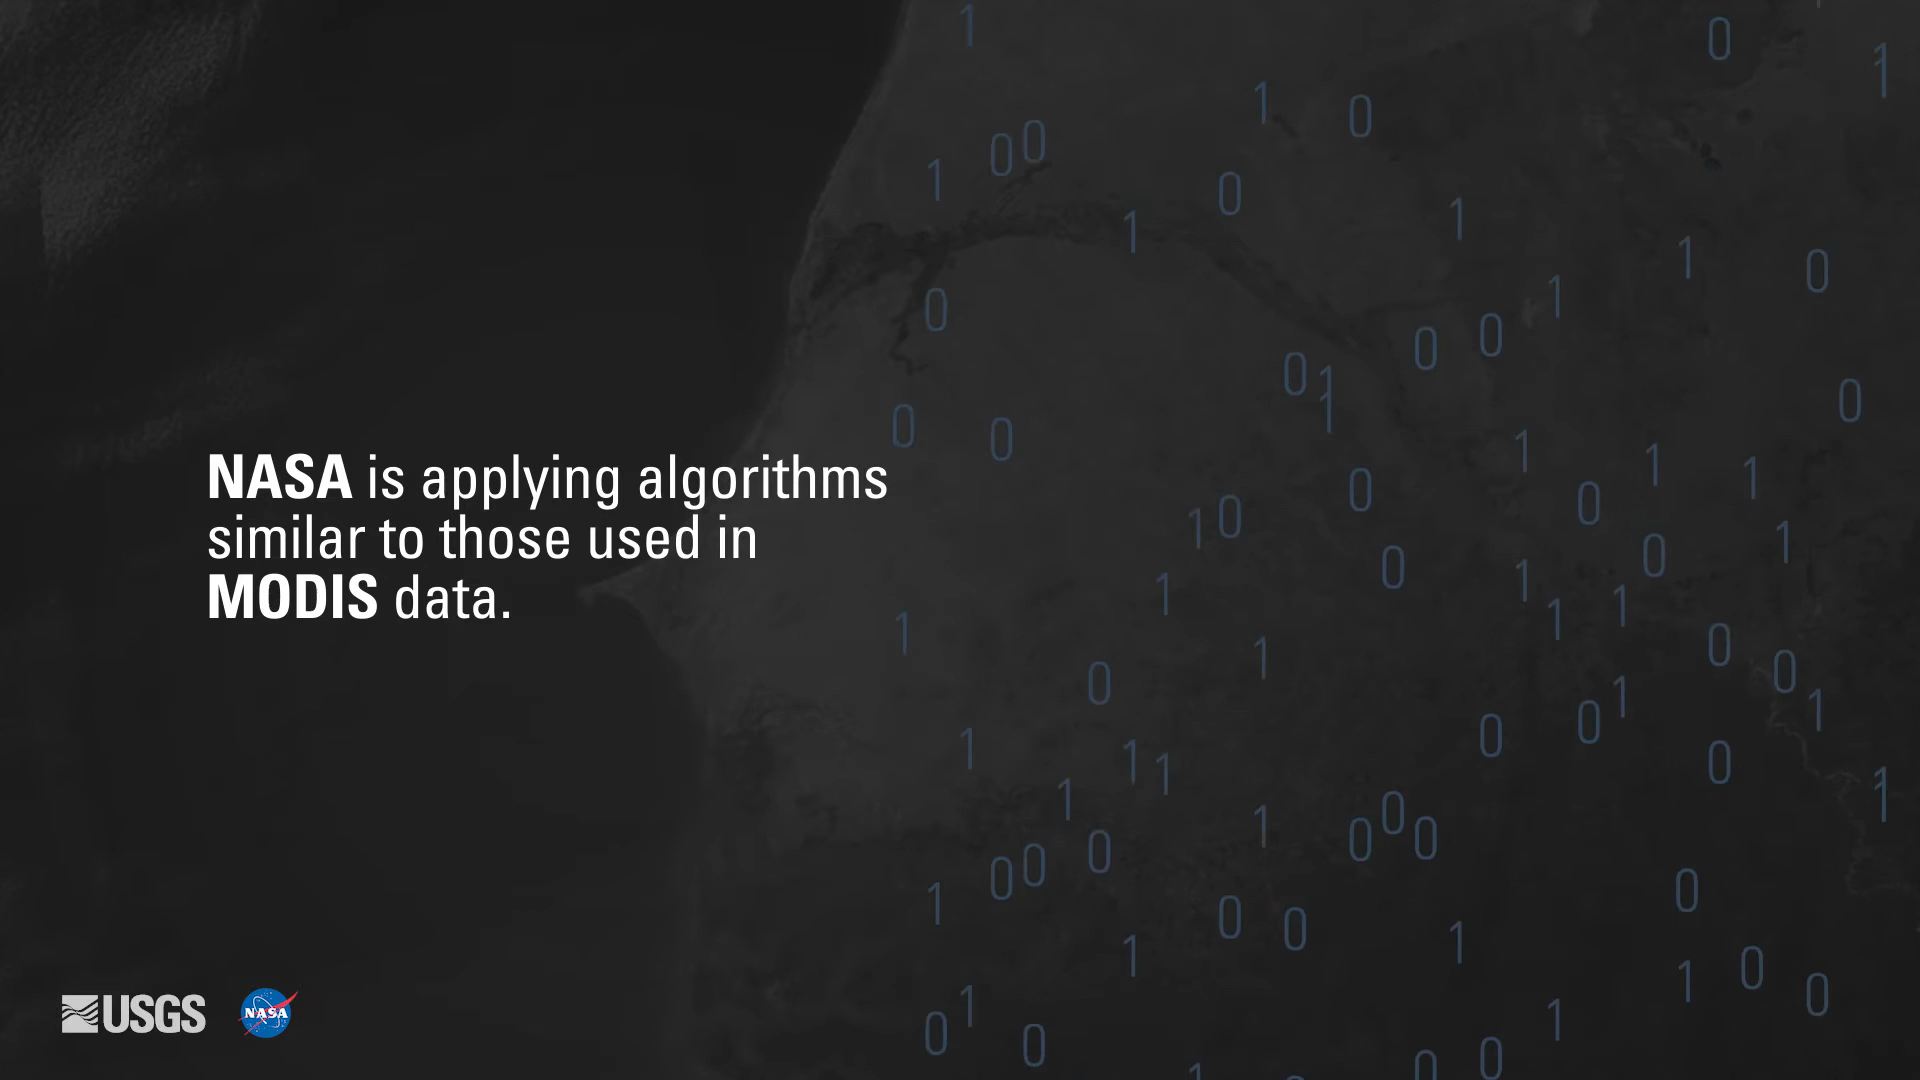 NASA is applying algorithms
similar to those used in
MODIS data.
USGS
NASA